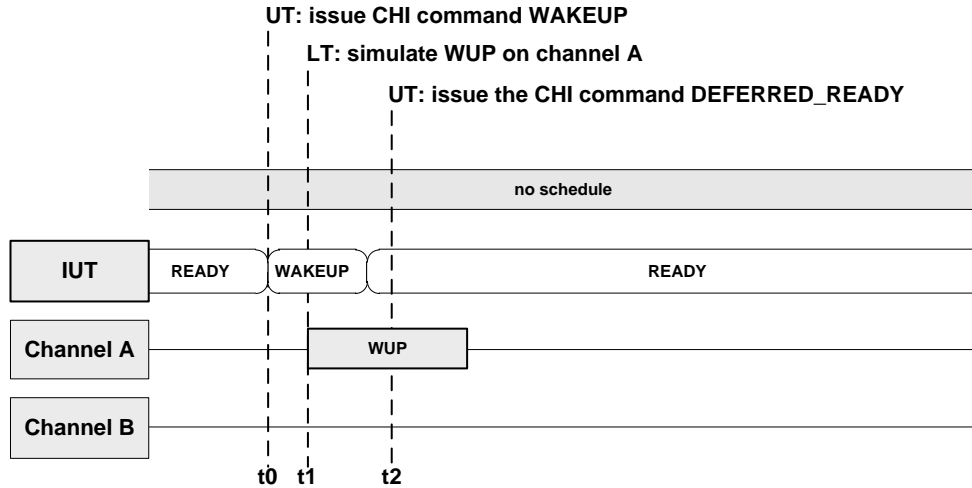 UT: issue CHI command WAKEUP
LT: simulate WUP on channel A
UT: issue the CHI command DEFERRED_READY
no schedule
IUT READY WAKEUP READY
Channel A WUP
Channel B
t0 t1 t2